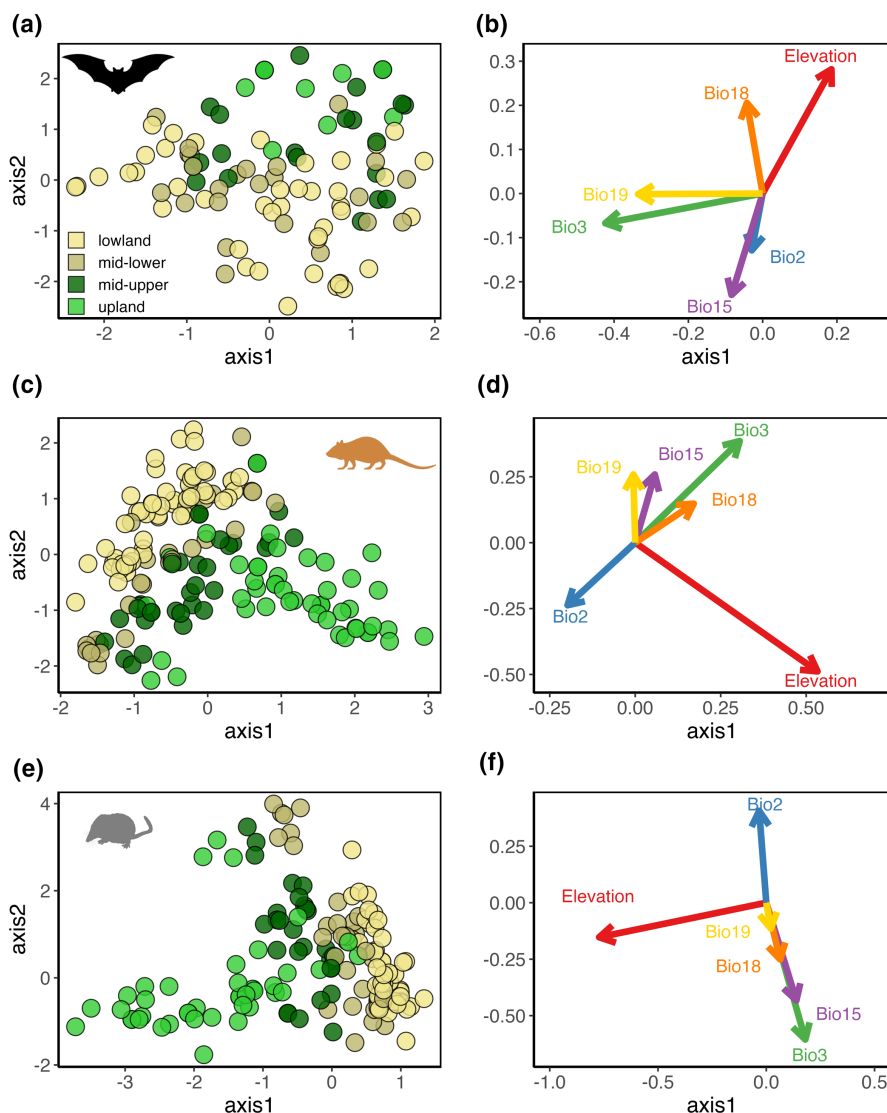 (a)
axis2
2
1
0
-1
-2
lowland
mid-lower
mid-upper
upland
-2
-1
0
1
2
axis1
(b)
0.3
0.2
0.1
0.0
-0.1
-0.2
Elevation
Bio18
Bio19
Bio3
Bio2
Bio15
-0.6
-0.4
-0.2
0.0
0.2
axis1
(c)
axis2
2
1
0
-1
-2
-2
-1
0
1
2
3
axis1
(d)
0.25
0.00
-0.25
-0.50
Bio3
Bio15
Bio19
Bio18
Bio2
Elevation
-0.25
0.00
0.25
0.50
axis1
(e)
axis2
4
2
0
-2
-3
-2
-1
0
1
axis1
(f)
0.25
0.00
-0.25
-0.50
Bio2
Elevation
Bio19
Bio18
Bio15
Bio3
-1.0
-0.5
0.0
0.5
axis1